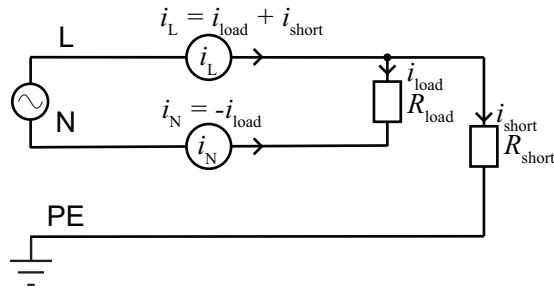 i_L = i_load + i_short
L
i_L
i_load
R_load
N
i_N = -i_load
i_N
i_short
R_short
PE